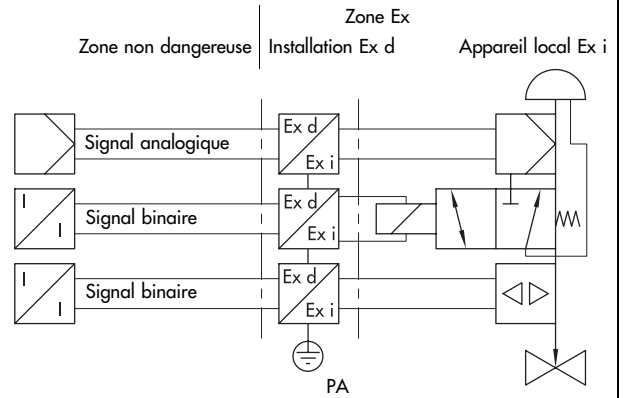 Zone Ex
Zone non dangereuse Installation Ex d Appareil local Ex i
Signal analogique
Ex d
Ex i
I
I
Signal binaire
Ex d
Ex i
I
I
Signal binaire
Ex d
Ex i
PA